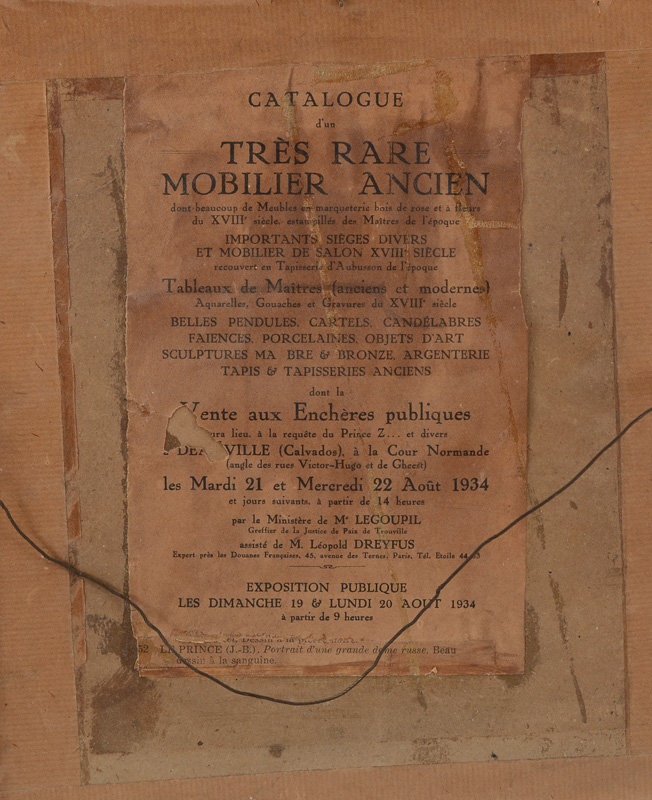 CATALOGUE
d'un
TRÈS RARE
MOBILIER ANCIEN
dont beaucoup de Meubles en marqueterie bois de rose et à fleurs
du XVIIIe siècle, estampillés des Maîtres de l'époque
IMPORTANTS SIÈGES DIVERS
ET MOBILIER DE SALON XVIIIe SIÈCLE
recouvert en Tapisserie d'Aubusson de l'époque
Tableaux de Maîtres (anciens et modernes)
Aquarelles, Gouaches et Gravures du XVIIIe siècle
BELLES PENDULES, CARTELS, CANDÉLABRES
FAIENCES, PORCELAINES, OBJETS D'ART
SCULPTURES MA BRE & BRONZE, ARGENTERIE
TAPIS & TAPISSERIES ANCIENS
dont la
Vente aux Enchères publiques
ura lieu, à la requête du Prince Z... et divers
DEA VILLE (Calvados), à la Cour Normande
(angle des rues Victor-Hugo et de Gheest)
les Mardi 21 et Mercredi 22 Août 1934
et jours suivants, à partir de 14 heures
par le Ministère de Me LEGOUPIL
Greffier de la Justice de Paix de Trouville
assisté de M. Léopold DREYFUS
Expert près les Douanes Françaises, 45, avenue des Ternes, Paris, Tél. Etoile 44
EXPOSITION PUBLIQUE
LES DIMANCHE 19 & LUNDI 20 AOUT 1934
à partir de 9 heures
52 LE PRINCE (J.-B.). Portrait d'une grande dame russe. Beau
dessin à la sanguine.